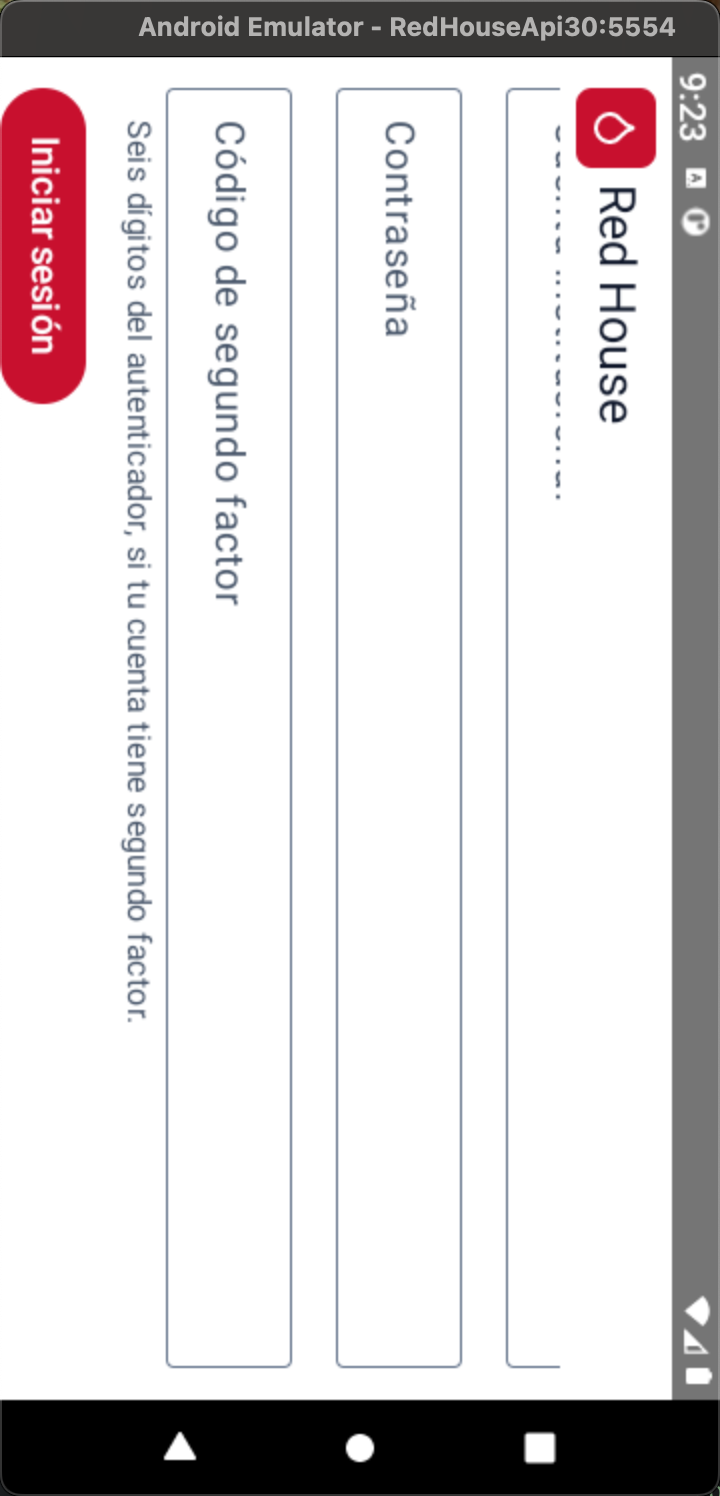 Android Emulator - RedHouseApi30:5554
9:23
Red House
Contraseña
Código de segundo factor
Seis dígitos del autenticador, si tu cuenta tiene segundo factor.
Iniciar sesión